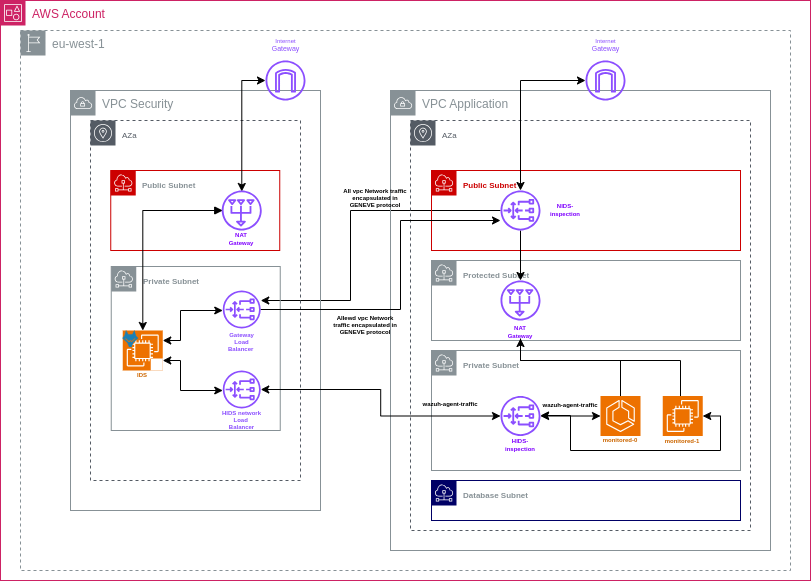 AWS Account
eu-west-1
Internet
Gateway
Internet
Gateway
VPC Security
VPC Application
AZa
AZa
Public Subnet
Public Subnet
All vpc Network traffic
encapsulated in
GENEVE protocol
NIDS-
inspection
NAT
Gateway
Private Subnet
Protected Subnet
Allewd vpc Network
traffic encapsulated in
GENEVE protocol
NAT
Gateway
Gateway
Load
Balancer
IDS
Private Subnet
HIDS network
Load
Balancer
wazuh-agent-traffic
wazuh-agent-traffic
HIDS-
inspection
monitored-0
monitored-1
Database Subnet